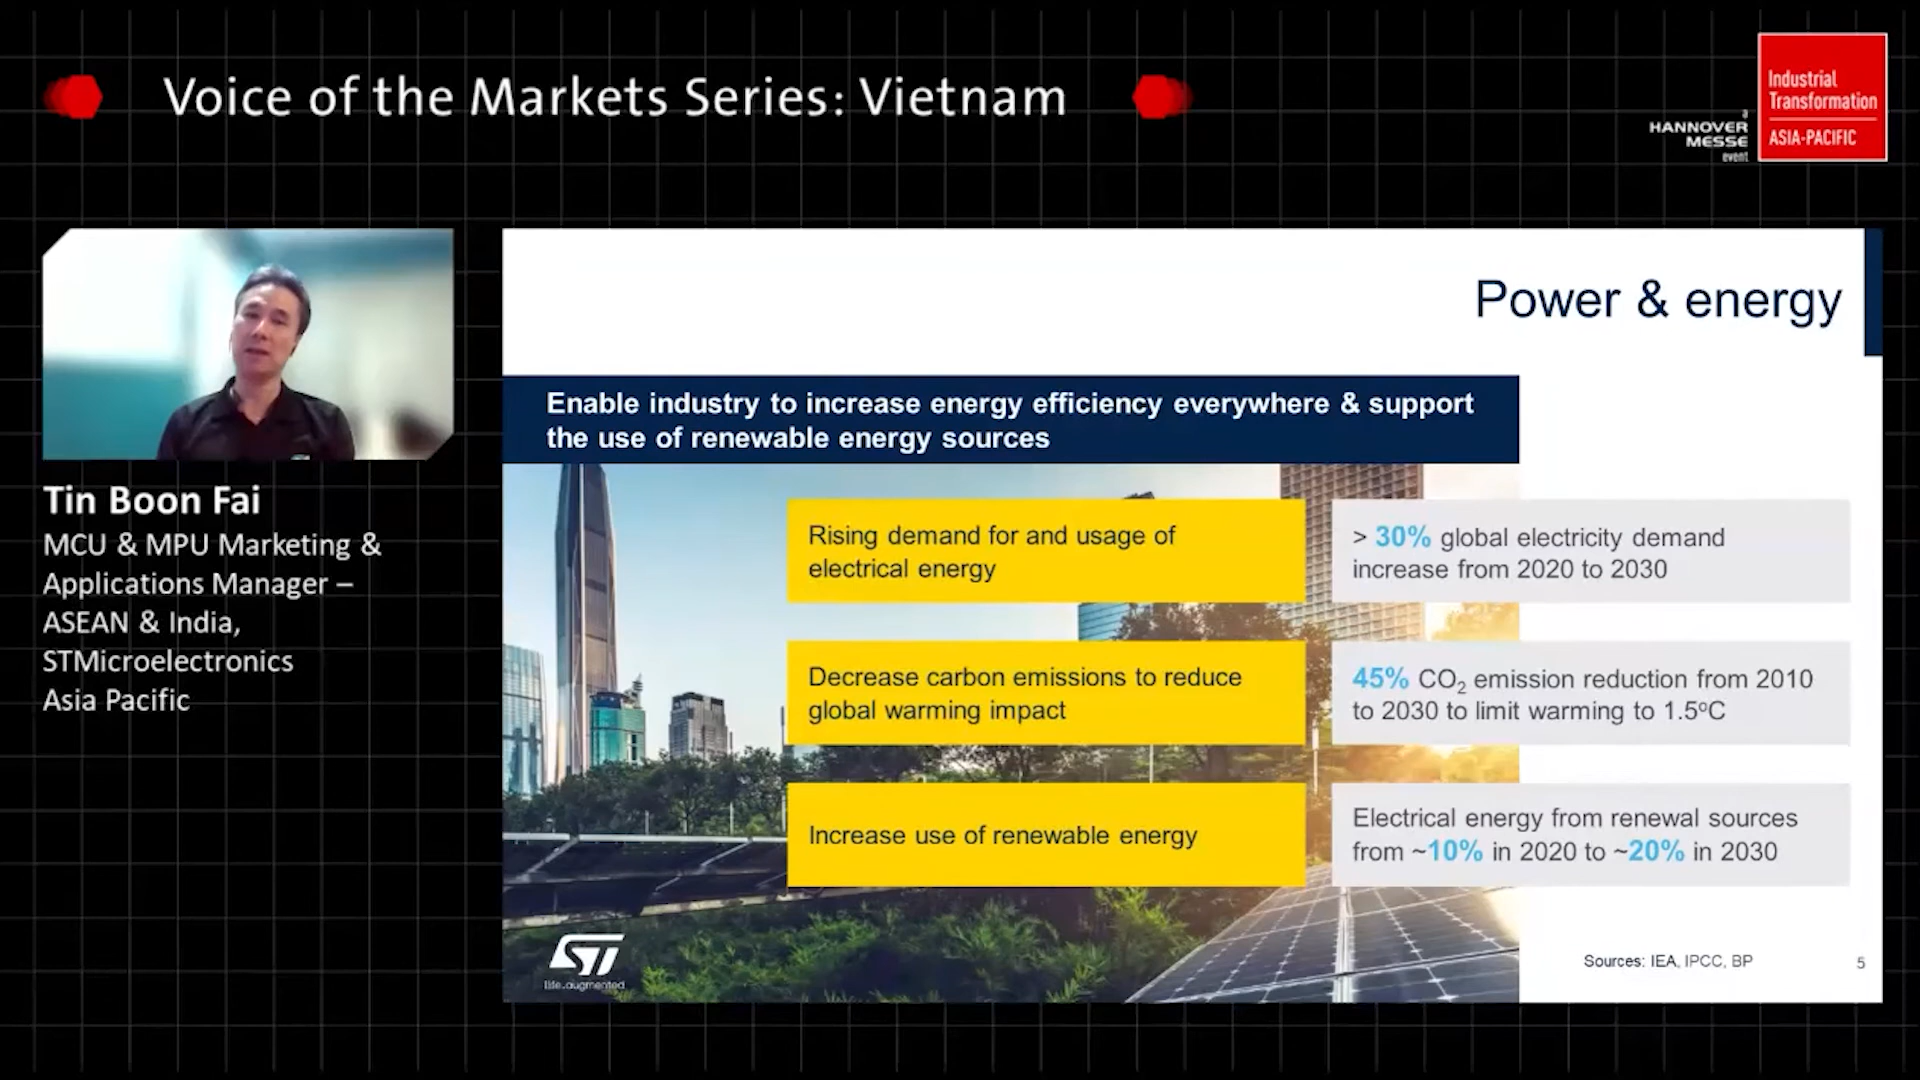 Voice of the Markets Series: Vietnam
a
HANNOVER
MESSE
event
Industrial
Transformation
ASIA-PACIFIC
Tin Boon Fai
MCU & MPU Marketing &
Applications Manager –
ASEAN & India,
STMicroelectronics
Asia Pacific
Power & energy
Enable industry to increase energy efficiency everywhere & support
the use of renewable energy sources
Rising demand for and usage of
electrical energy
> 30% global electricity demand
increase from 2020 to 2030
Decrease carbon emissions to reduce
global warming impact
45% CO₂ emission reduction from 2010
to 2030 to limit warming to 1.5ºC
Increase use of renewable energy
Electrical energy from renewal sources
from ~10% in 2020 to ~20% in 2030
ST
life.augmented
Sources: IEA, IPCC, BP
5